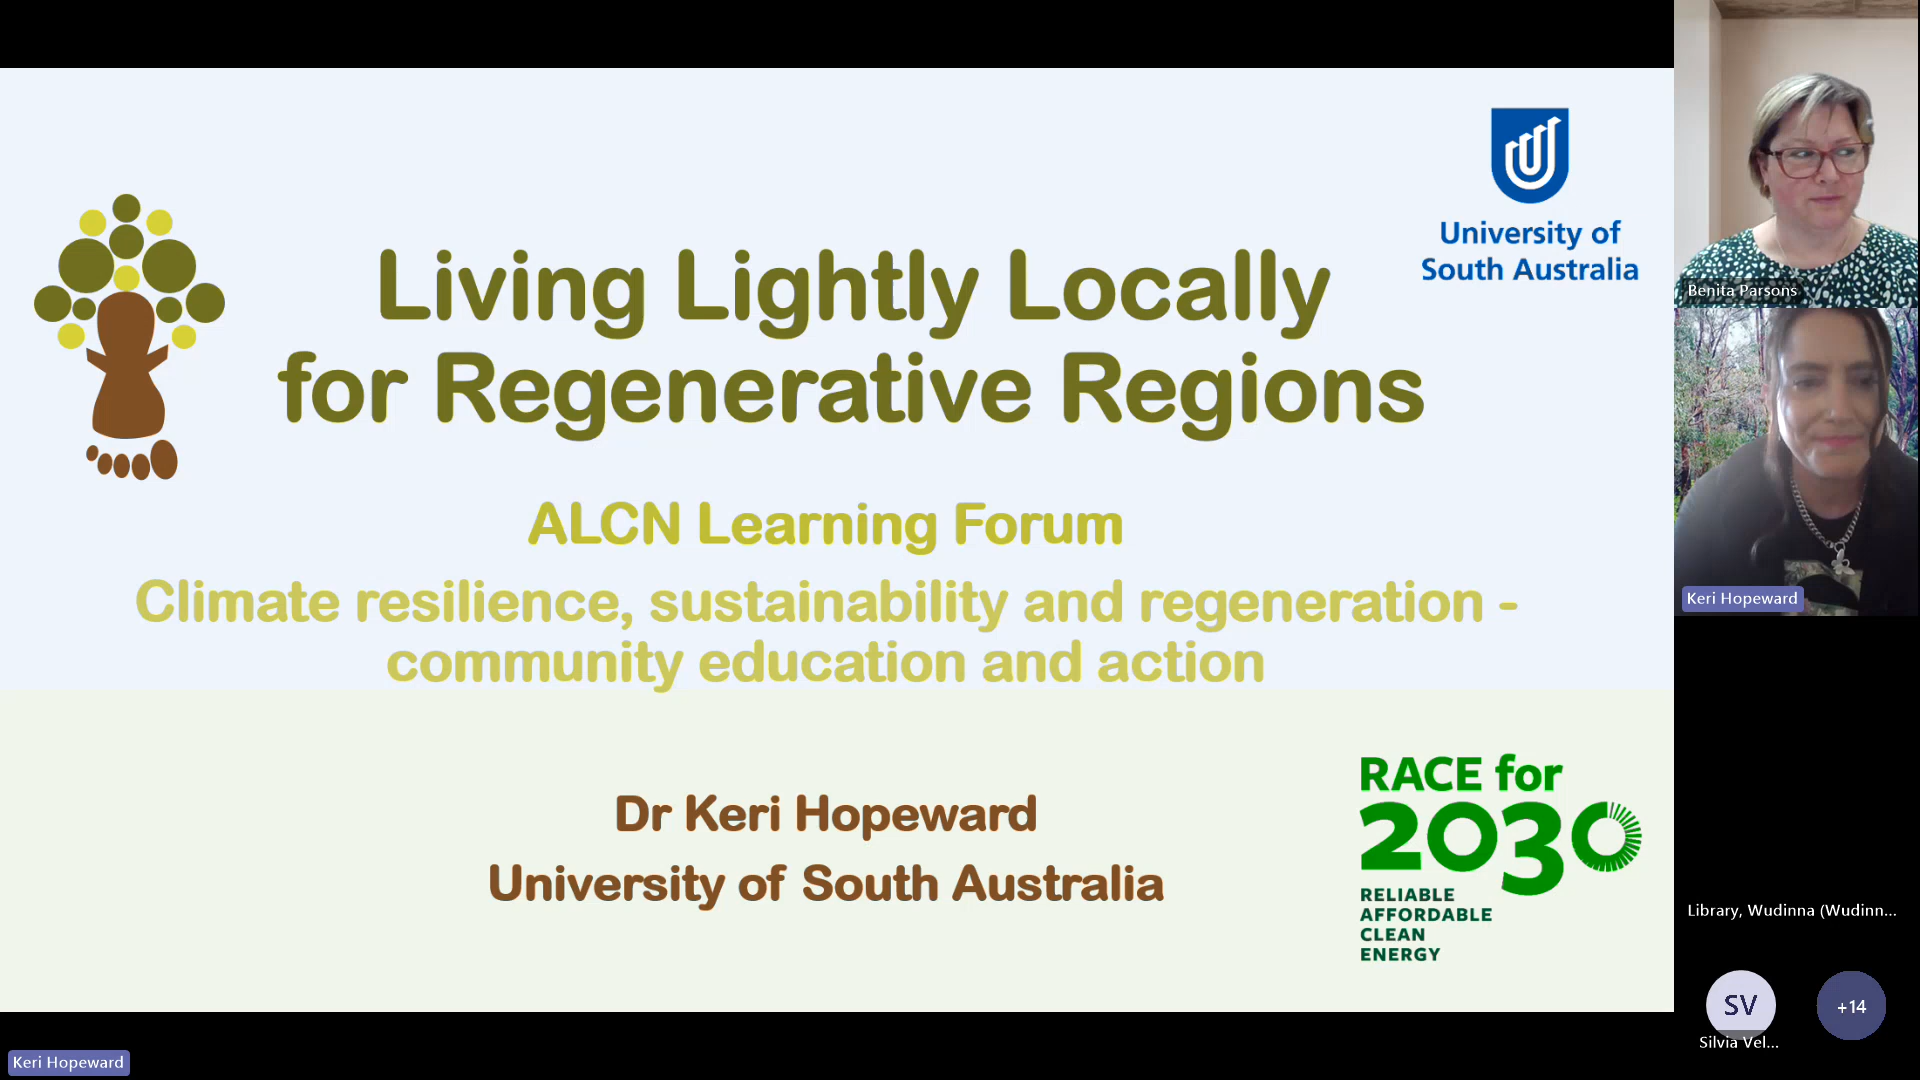 Living Lightly Locally
for Regenerative Regions
University of
South Australia
ALCN Learning Forum
Climate resilience, sustainability and regeneration -
community education and action
Dr Keri Hopeward
University of South Australia
RACE for
2030
RELIABLE
AFFORDABLE
CLEAN
ENERGY
Keri Hopeward
Benita Parsons
Keri Hopeward
Library, Wudinna (Wudinn...
SV
+14
Silvia Vel...